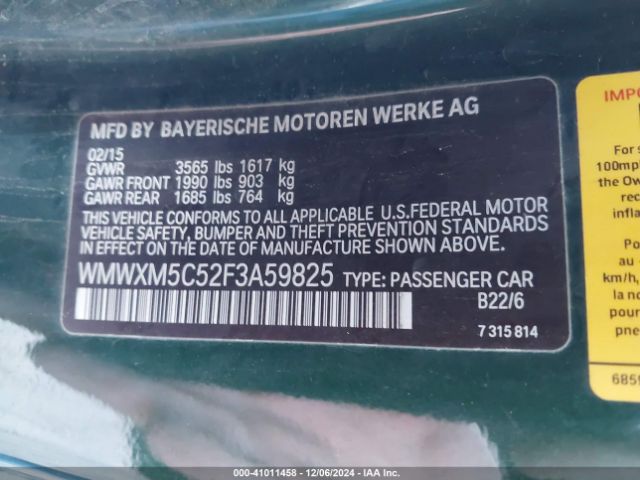 MFD BY BAYERISCHE MOTOREN WERKE AG
02/15
GVWR 3565 lbs 1617 kg
GAWR FRONT 1990 lbs 903 kg
GAWR REAR 1685 lbs 764 kg
THIS VEHICLE CONFORMS TO ALL APPLICABLE U.S.FEDERAL MOTOR
VEHICLE SAFETY, BUMPER AND THEFT PREVENTION STANDARDS
IN EFFECT ON THE DATE OF MANUFACTURE SHOWN ABOVE.
WMWXM5C52F3A59825 TYPE: PASSENGER CAR
B22/6
7 315 814
IMPO
For s
100mph
the Ow
rec
infla
Po
au
km/h,
pour
pne
685
000-41011458 - 12/06/2024 - IAA Inc.